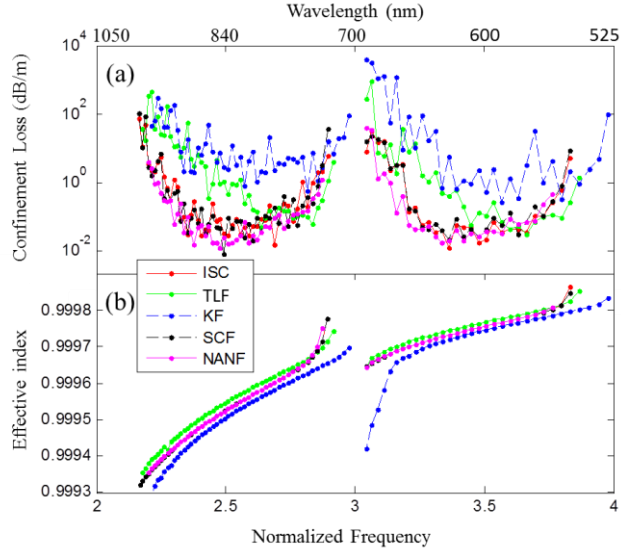 Wavelength (nm)
1050 840 700 600 525
Confinement Loss (dB/m)
10^4
10^2
10^0
10^-2
(a)
ISC
TLF
KF
SCF
NANF
(b)
Effective index
0.9998
0.9997
0.9996
0.9995
0.9994
0.9993
2 2.5 3 3.5 4
Normalized Frequency